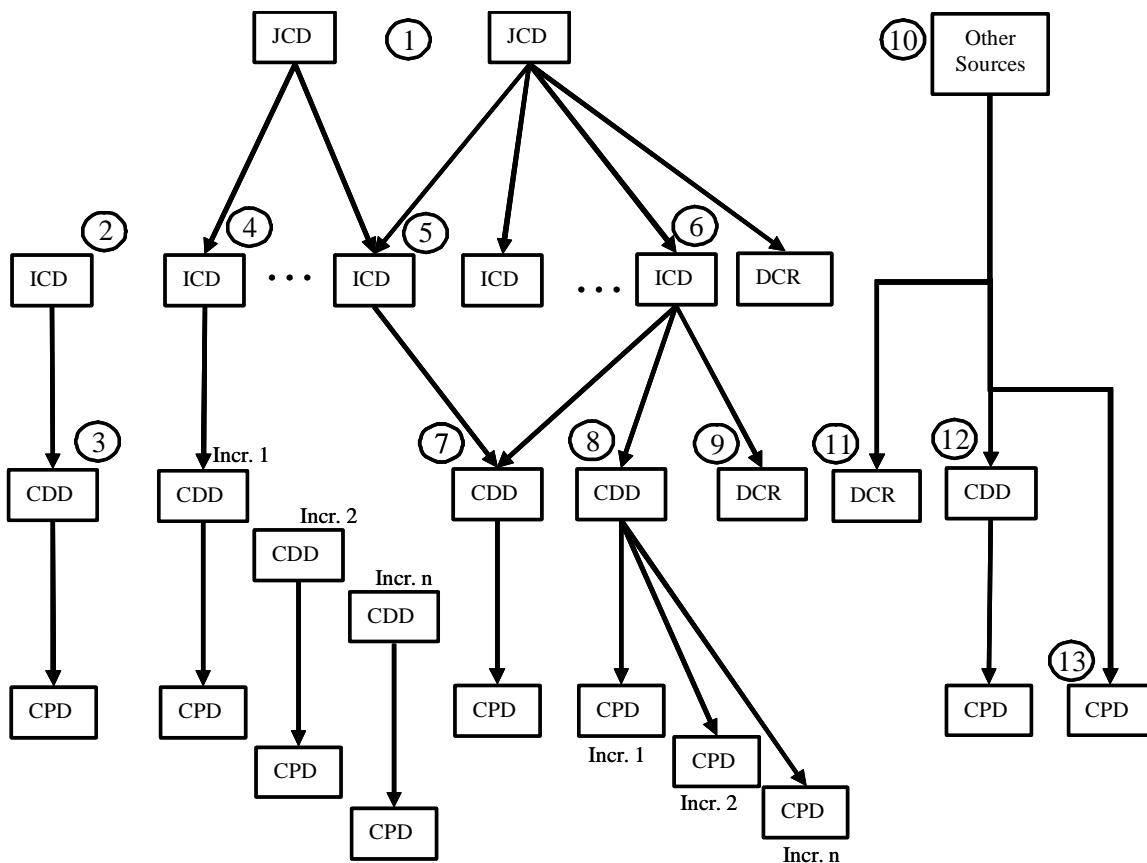 JCD
1
JCD
10
Other
Sources
2
4
5
6
ICD
ICD
...
ICD
ICD
...
ICD
DCR
3
Incr. 1
7
8
9
11
12
CDD
CDD
CDD
CDD
DCR
DCR
CDD
Incr. 2
CDD
Incr. n
CDD
13
CPD
CPD
CPD
CPD
CPD
CPD
Incr. 1
CPD
CPD
Incr. 2
CPD
CPD
Incr. n